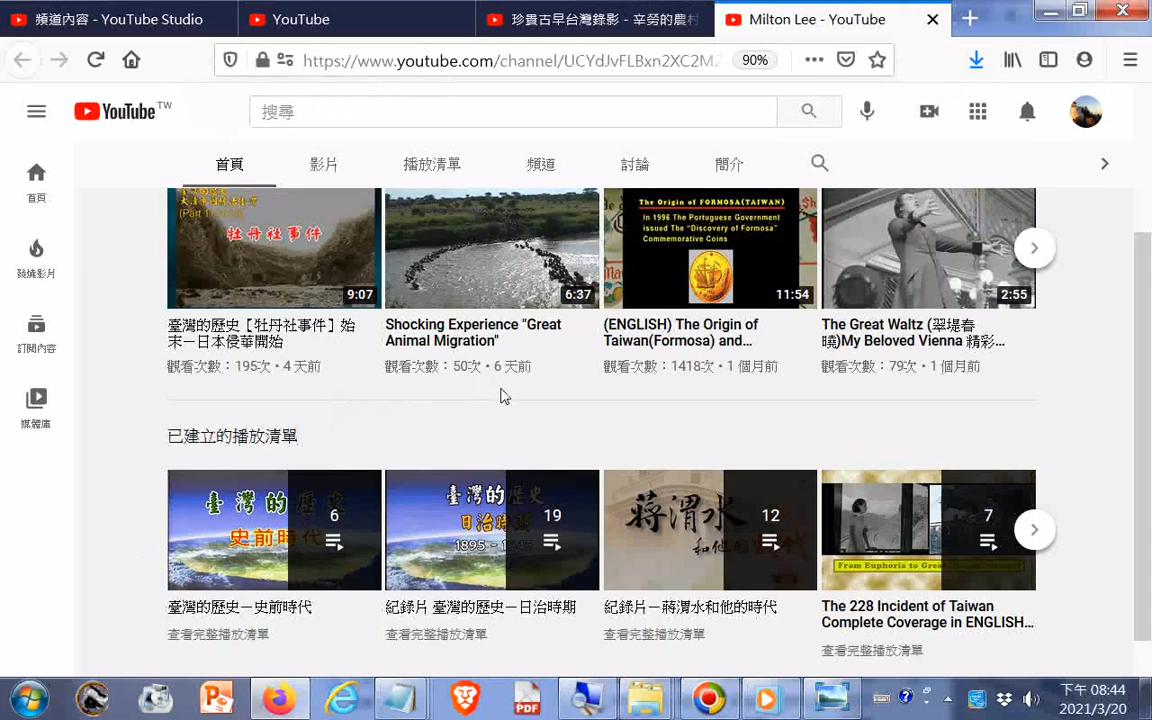 頻道內容 - YouTube Studio
YouTube
珍貴古早台灣錄影 - 辛勞的農村
Milton Lee - YouTube
https://www.youtube.com/channel/UCYdJvFLBxn2XC2M
90%
YouTube TW
搜尋
首頁
影片
播放清單
頻道
討論
簡介
首頁
發燒影片
訂閱內容
媒體庫
(Part 1
牡丹社事件
9:07
6:37
The Origin of FORMOSA(TAIWAN)
In 1996 The Portuguese Government
issued The "Discovery of Formosa"
Commemorative Coins
11:54
2:55
臺灣的歷史【牡丹社事件】始
末－日本侵華開始
觀看次數：195次 • 4 天前
Shocking Experience "Great
Animal Migration"
觀看次數：50次 • 6 天前
(ENGLISH) The Origin of
Taiwan(Formosa) and...
觀看次數：1418次 • 1 個月前
The Great Waltz (翠堤春
曉)My Beloved Vienna 精彩...
觀看次數：79次 • 1 個月前
已建立的播放清單
臺灣的歷史
史前時代
6
臺灣的歷史
日治時期
1895 - 1945
19
蔣渭水
和他的時代
12
7
From Euphoria to Great
臺灣的歷史－史前時代
查看完整播放清單
紀錄片 臺灣的歷史－日治時期
查看完整播放清單
紀錄片－蔣渭水和他的時代
查看完整播放清單
The 228 Incident of Taiwan
Complete Coverage in ENGLISH...
查看完整播放清單
PDF
下午 08:44
2021/3/20